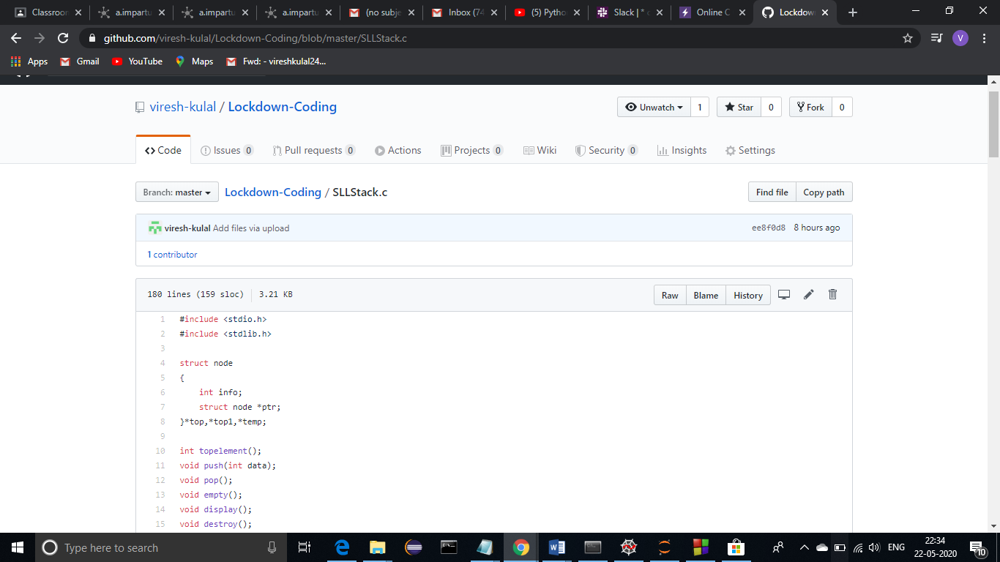 Classroor a.impartu a.impartu a.impartu (no subje Inbox (74 (5) Pytho Slack | * Online C Lockdow
github.com/viresh-kulal/Lockdown-Coding/blob/master/SLLStack.c V
Apps Gmail YouTube Maps Fwd: - vireshkulal24...
viresh-kulal / Lockdown-Coding Unwatch 1 Star 0 Fork 0
<> Code Issues 0 Pull requests 0 Actions Projects 0 Wiki Security 0 Insights Settings
Branch: master Lockdown-Coding / SLLStack.c Find file Copy path
viresh-kulal Add files via upload ee8f0d8 8 hours ago
1 contributor
180 lines (159 sloc) 3.21 KB Raw Blame History
1 #include <stdio.h>
2 #include <stdlib.h>
3
4 struct node
5 {
6 int info;
7 struct node *ptr;
8 }*top,*top1,*temp;
9
10 int topelement();
11 void push(int data);
12 void pop();
13 void empty();
14 void display();
15 void destroy();
Type here to search ENG 22:34
22-05-2020 10